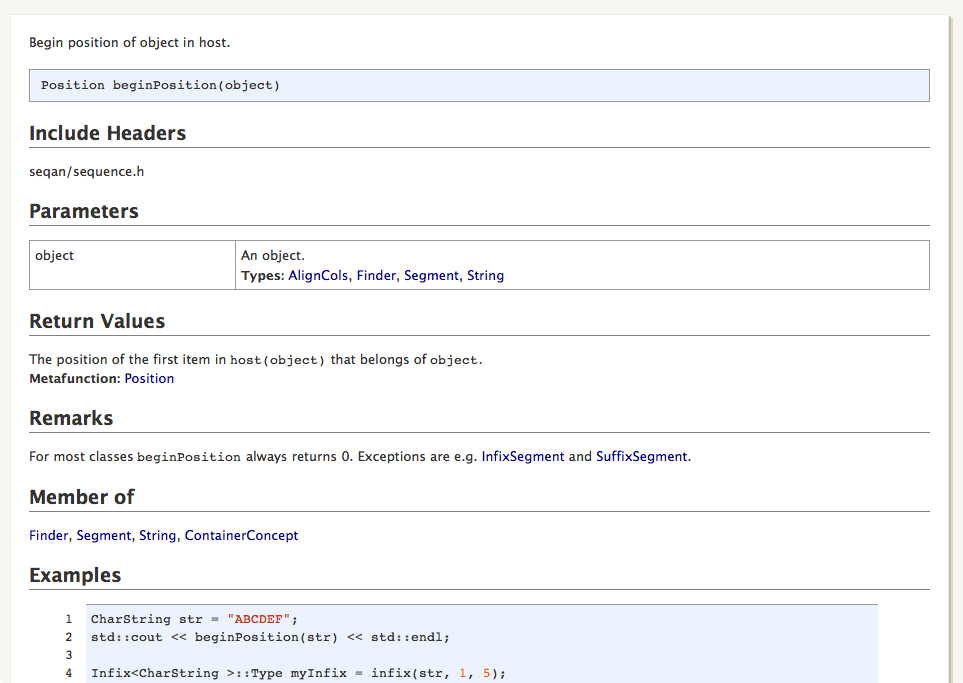 Begin position of object in host.
Position beginPosition(object)
Include Headers
seqan/sequence.h
Parameters
object An object.
Types: AlignCols, Finder, Segment, String
Return Values
The position of the first item in host(object) that belongs of object.
Metafunction: Position
Remarks
For most classes beginPosition always returns 0. Exceptions are e.g. InfixSegment and SuffixSegment.
Member of
Finder, Segment, String, ContainerConcept
Examples
1 CharString str = "ABCDEF";
2 std::cout << beginPosition(str) << std::endl;
3
4 Infix<CharString >::Type myInfix = infix(str, 1, 5);